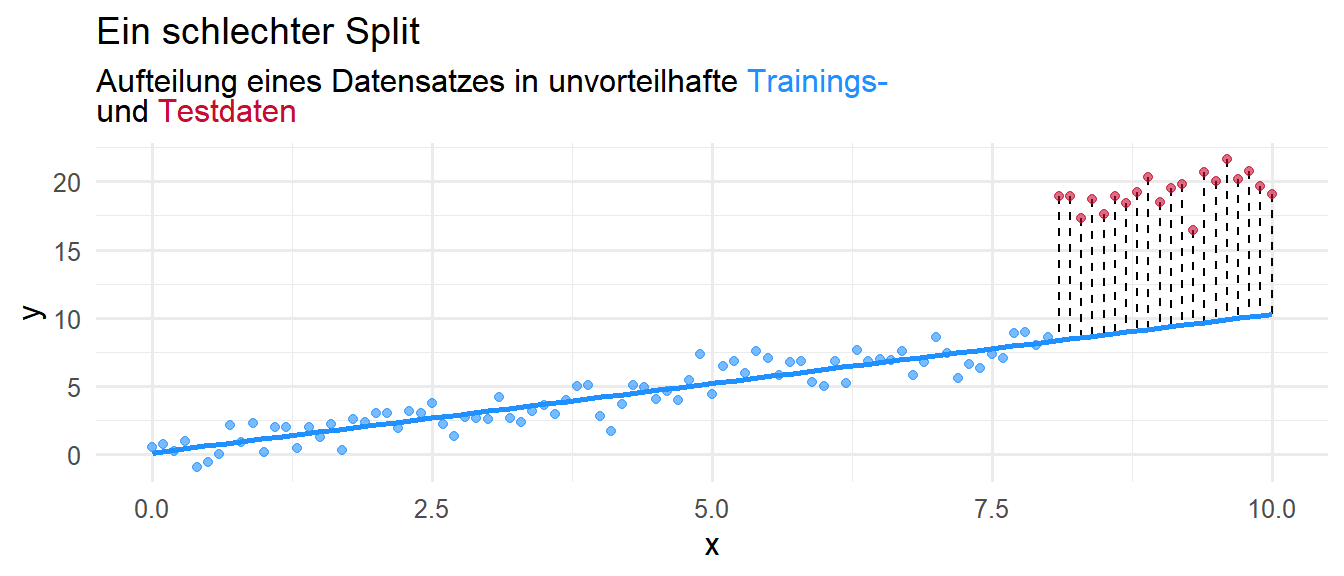 Ein schlechter Split
Aufteilung eines Datensatzes in unvorteilhafte Trainings-
und Testdaten
20
15
10
5
0
y
0.0 2.5 5.0 7.5 10.0
x